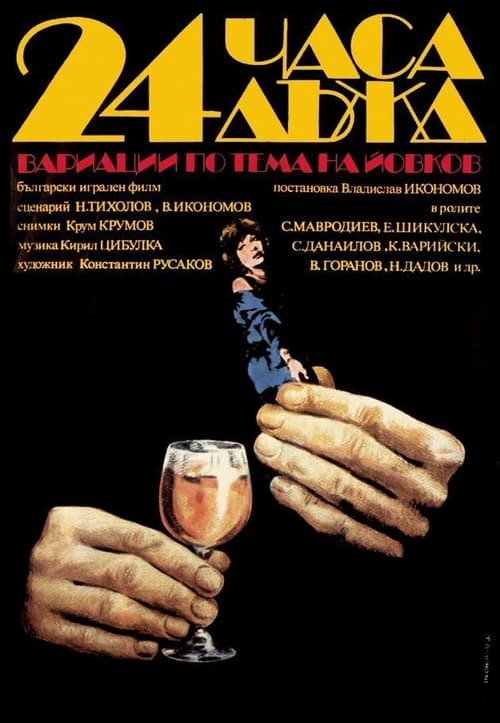 24 ЧАСА
ДЪЖД
ВАРИАЦИИ ПО ТЕМА НА ЙОВКОВ
български игрален филм
сценарий Н.ТИХОЛОВ , В.ИКОНОМОВ
снимки Крум КРУМОВ
музика Кирил ЦИБУЛКА
художник Константин РУСАКОВ
постановка Владислав ИКОНОМОВ
в ролите
С.МАВРОДИЕВ, Е.ШИКУЛСКА,
С.ДАНАИЛОВ ,К.ВАРИЙСКИ,
В.ГОРАНОВ ,Н.ДАДОВ и др.